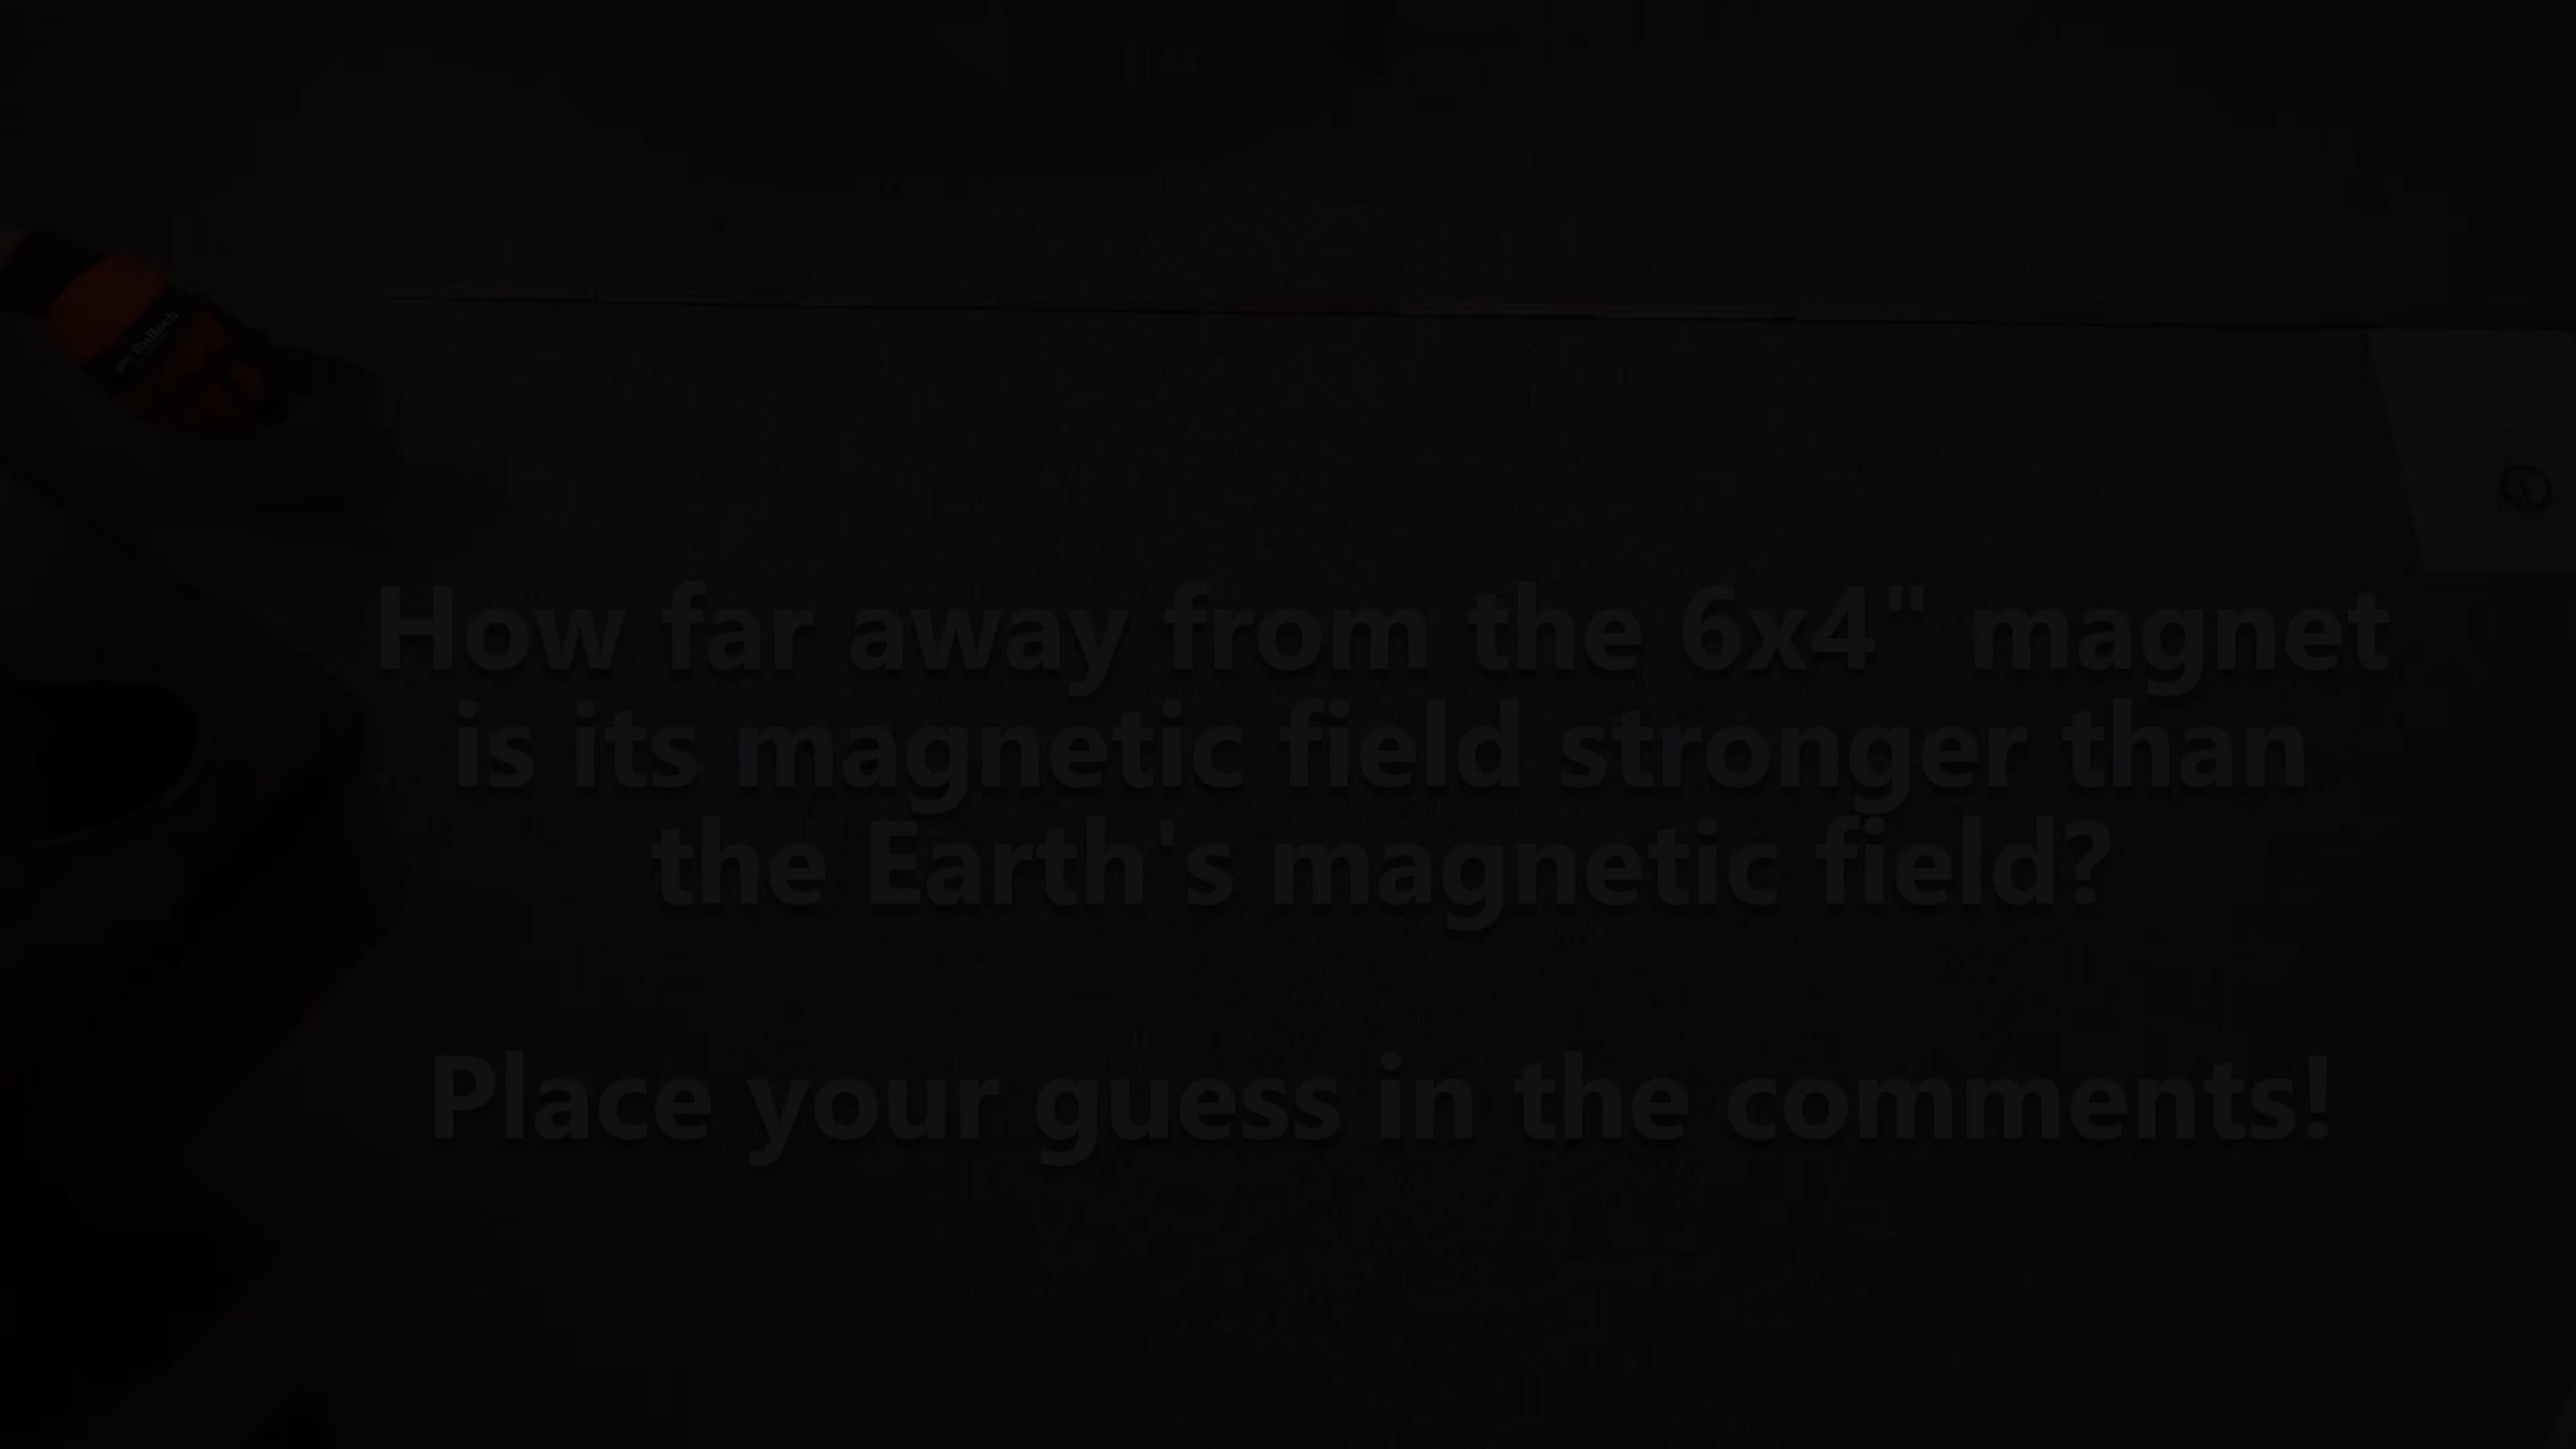 Bulloch
How far away from the 6x4" magnet
is its magnetic field stronger than
the Earth's magnetic field?
Place your guess in the comments!